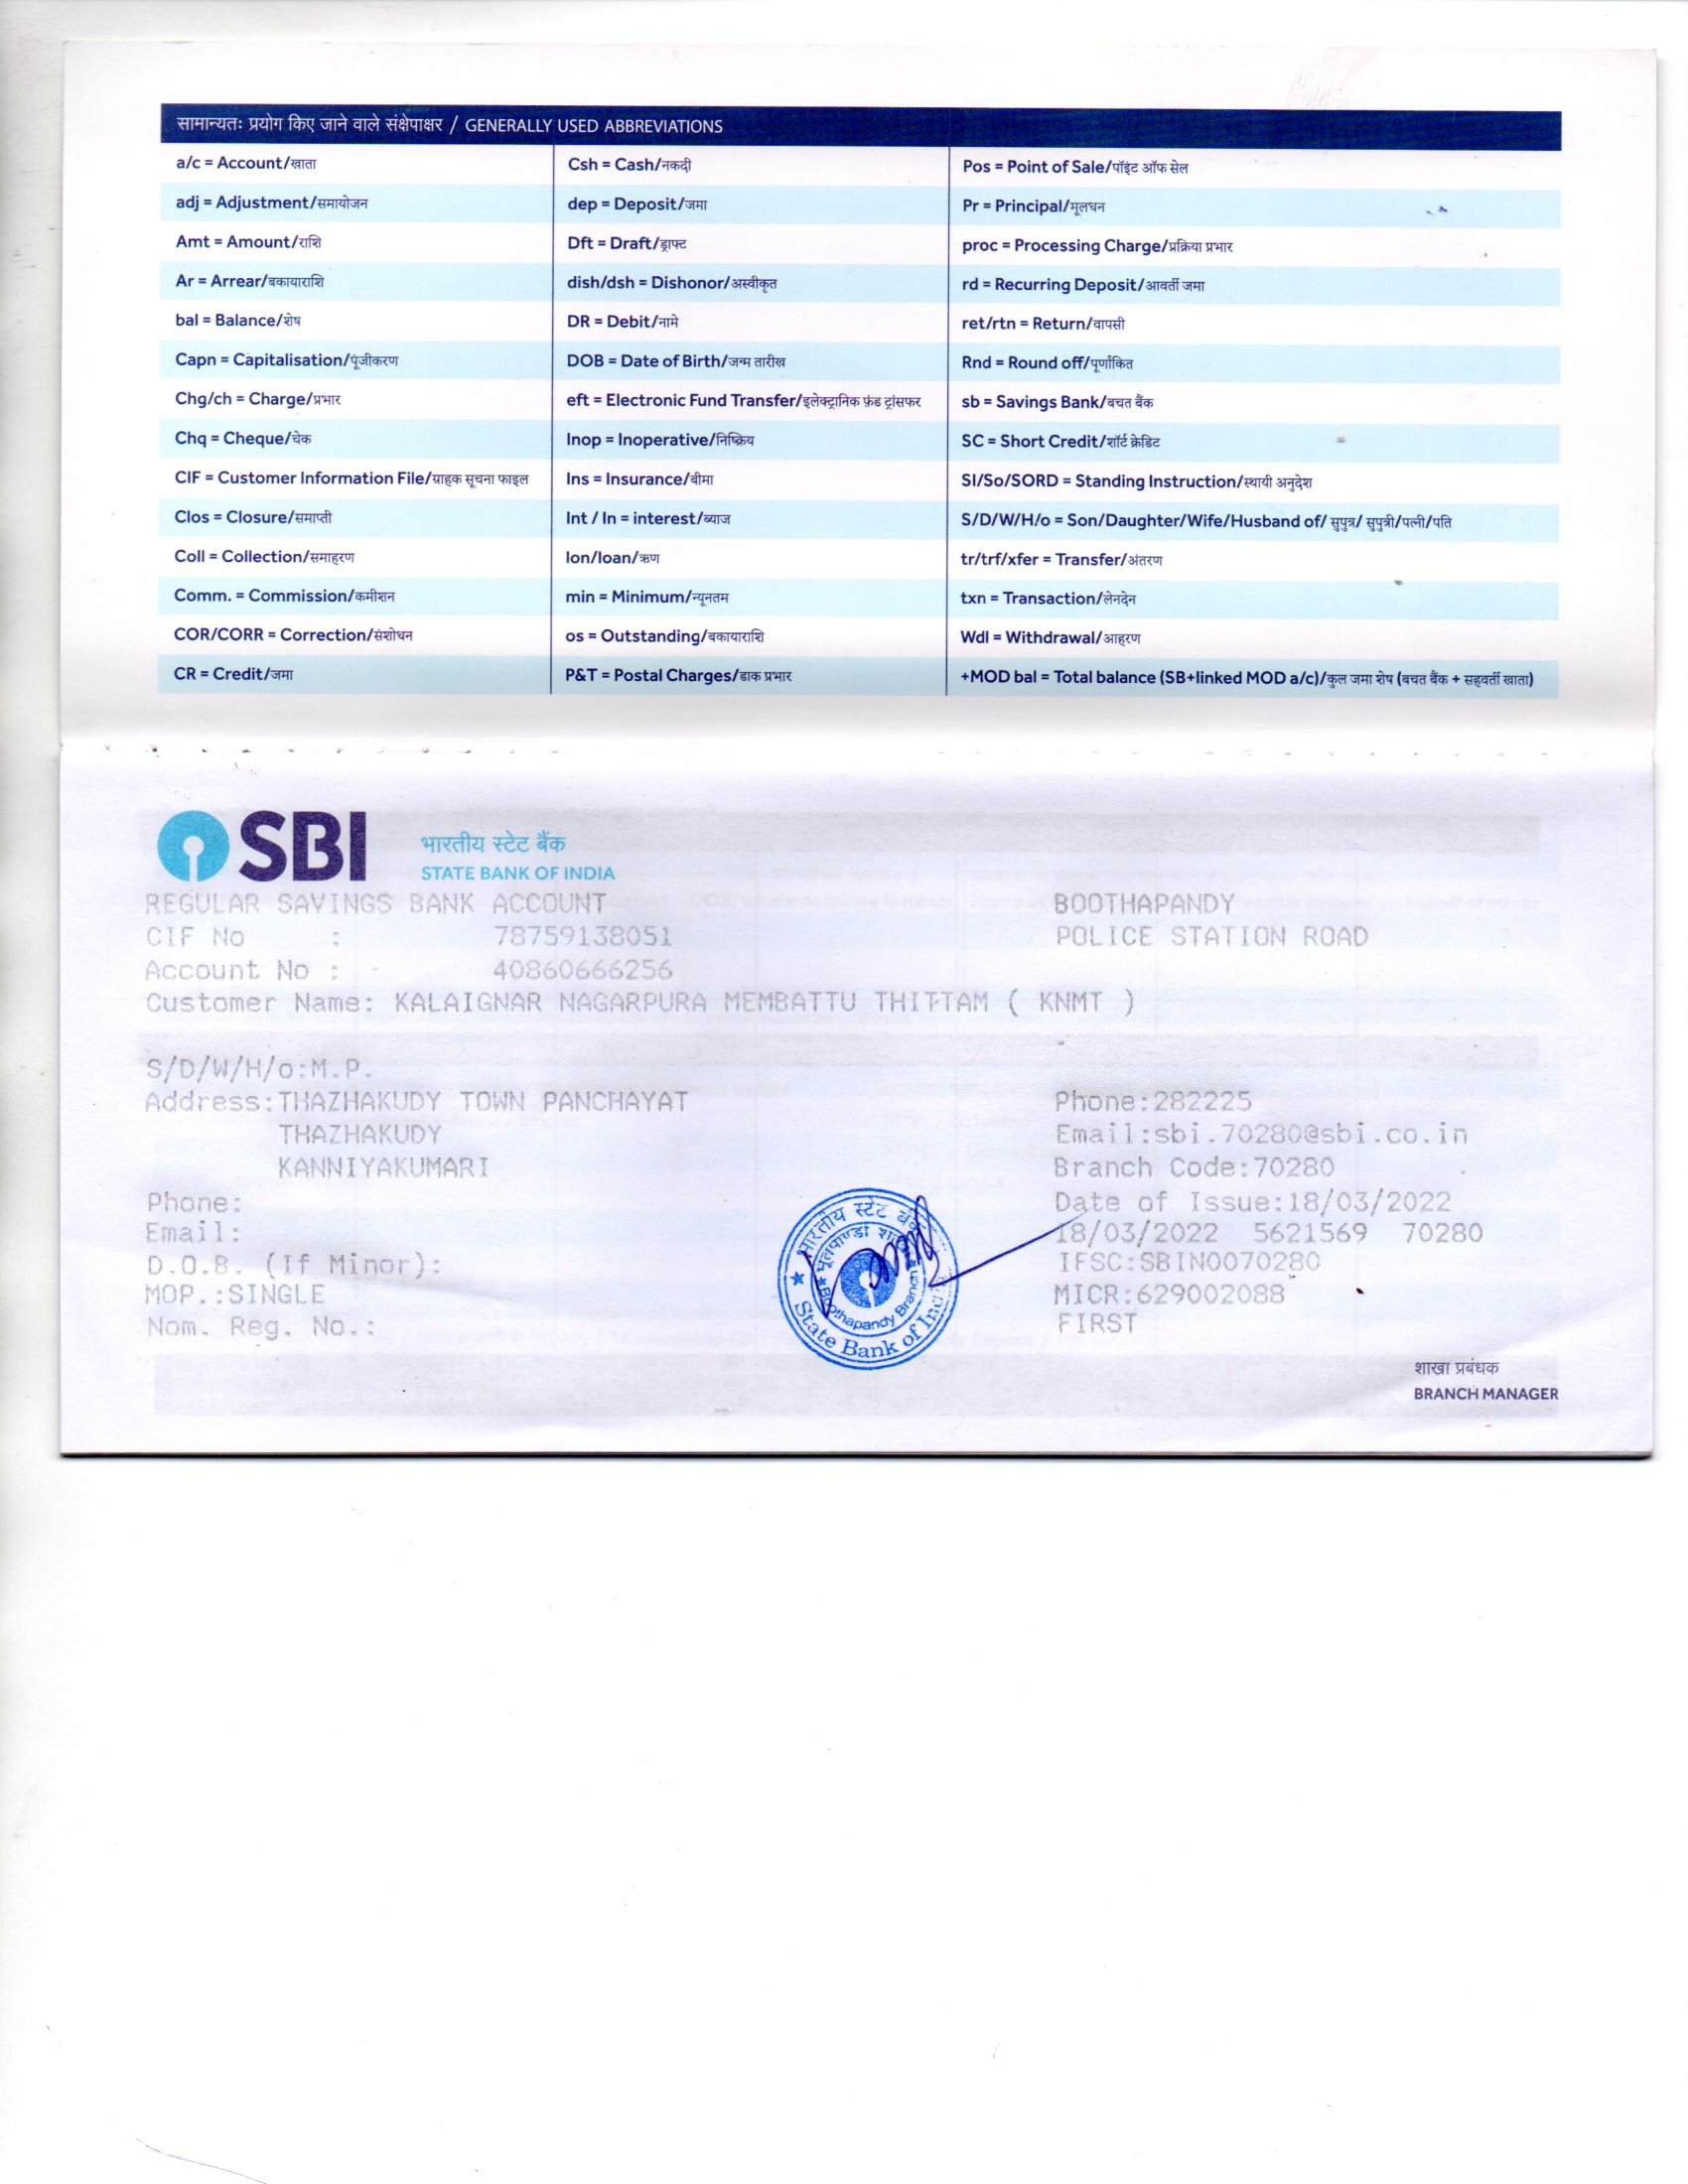 सामान्यतः प्रयोग किए जाने वाले संक्षेपाक्षर / GENERALLY USED ABBREVIATIONS
a/c = Account/खाता
adj = Adjustment/समायोजन
Amt = Amount/राशि
Ar = Arrear/बकायाराशि
bal = Balance/शेष
Capn = Capitalisation/पूंजीकरण
Chg/ch = Charge/प्रभार
Chq = Cheque/चेक
CIF = Customer Information File/ग्राहक सूचना फाइल
Clos = Closure/समाप्ती
Coll = Collection/समाहरण
Comm. = Commission/कमीशन
COR/CORR = Correction/संशोधन
CR = Credit/जमा
Csh = Cash/नकदी
dep = Deposit/जमा
Dft = Draft/ड्राफ्ट
dish/dsh = Dishonor/अस्वीकृत
DR = Debit/नामे
DOB = Date of Birth/जन्म तारीख
eft = Electronic Fund Transfer/इलेक्ट्रानिक फ़ंड ट्रांसफर
Inop = Inoperative/निष्क्रिय
Ins = Insurance/बीमा
Int / In = interest/ब्याज
lon/loan/ऋण
min = Minimum/न्यूनतम
os = Outstanding/बकायाराशि
P&T = Postal Charges/डाक प्रभार
Pos = Point of Sale/पॉइंट ऑफ सेल
Pr = Principal/मूलधन
proc = Processing Charge/प्रक्रिया प्रभार
rd = Recurring Deposit/आवर्ती जमा
ret/rtn = Return/वापसी
Rnd = Round off/पूर्णांकित
sb = Savings Bank/बचत बैंक
SC = Short Credit/शॉर्ट क्रेडिट
SI/So/SORD = Standing Instruction/स्थायी अनुदेश
S/D/W/H/o = Son/Daughter/Wife/Husband of/ सुपुत्र/ सुपुत्री/पत्नी/पति
tr/trf/xfer = Transfer/अंतरण
txn = Transaction/लेनदेन
Wdl = Withdrawal/आहरण
+MOD bal = Total balance (SB+linked MOD a/c)/कुल जमा शेष (बचत बैंक + सहवर्ती खाता)
SBI
भारतीय स्टेट बैंक
STATE BANK OF INDIA
REGULAR SAVINGS BANK ACCOUNT
CIF No : 78759138051
Account No : 40860666256
Customer Name: KALAIGNAR NAGARPURA MEMBATTU THITTAM ( KNMT )
S/D/W/H/o:M.P.
Address:THAZHAKUDY TOWN PANCHAYAT
THAZHAKUDY
KANNIYAKUMARI
Phone:
Email:
D.O.B. (If Minor):
MOP.:SINGLE
Nom. Reg. No.:
BOOTHAPANDY
POLICE STATION ROAD
Phone:282225
Email:sbi.70280@sbi.co.in
Branch Code:70280
Date of Issue:18/03/2022
18/03/2022 5621569 70280
IFSC:SBIN0070280
MICR:629002088
FIRST
भारतीय स्टेट बैंक
Boothapandy Branch
State Bank of India
शाखा प्रबंधक
BRANCH MANAGER